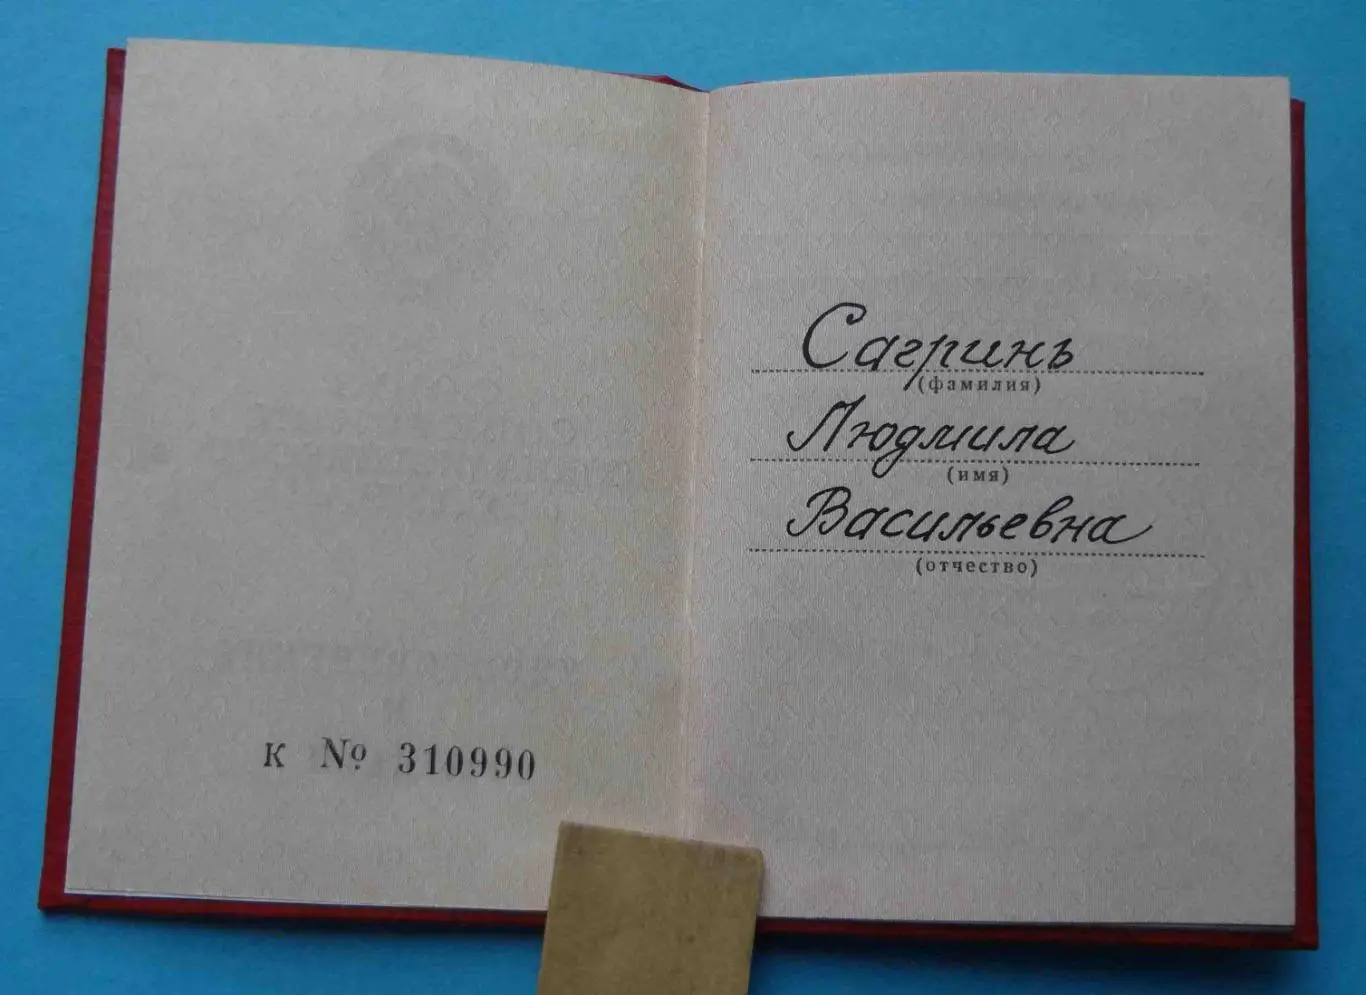 К № 310990
Сагринь
(фамилия)
Людмила
(имя)
Васильевна
(отчество)